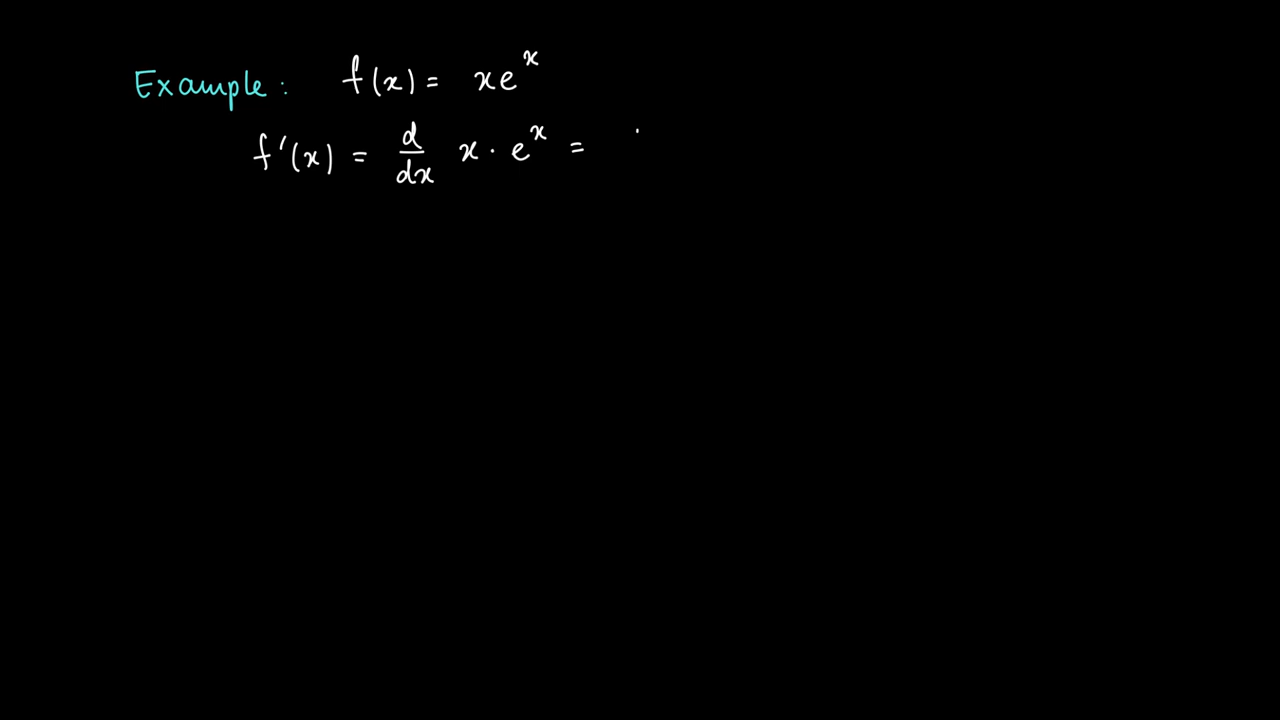 Example: f(x) = xe^x
f'(x) = d/dx x · e^x =